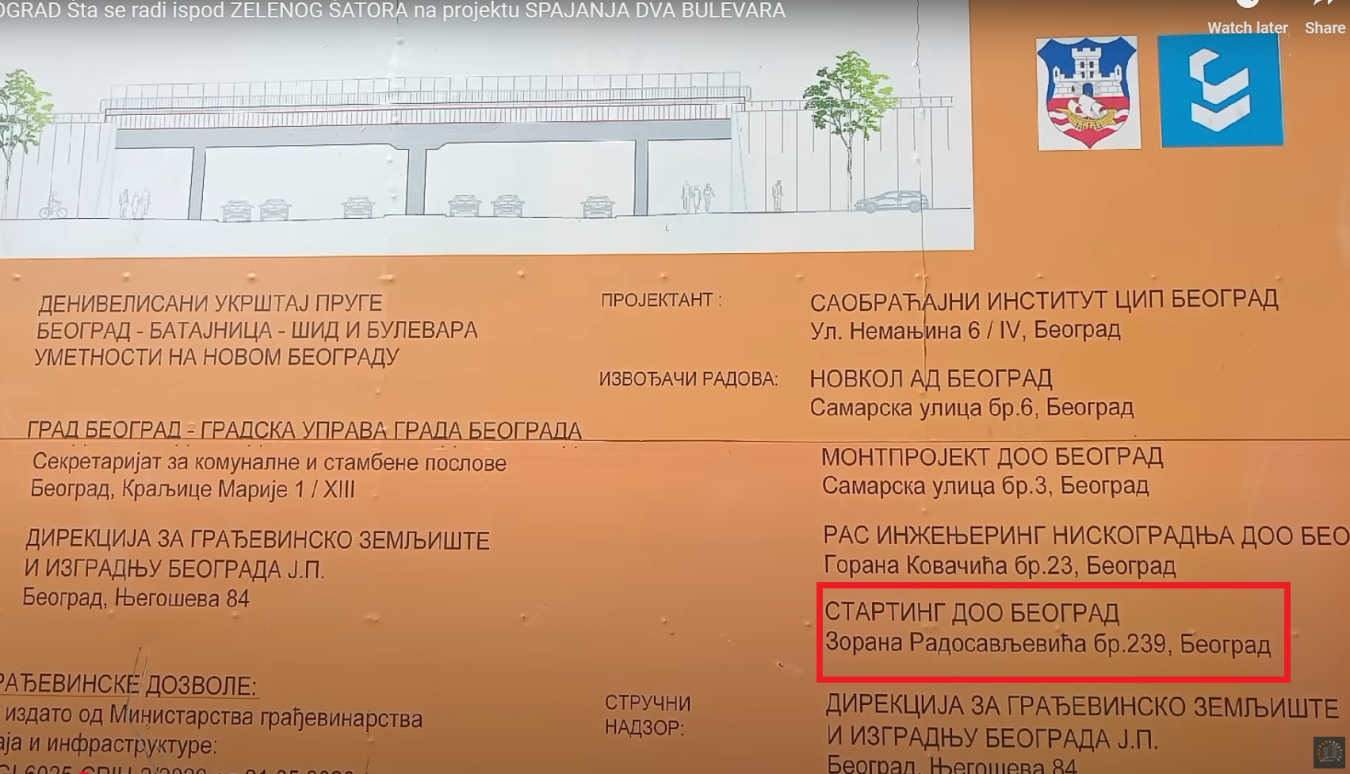 OGRAD Šta se radi ispod ZELENOG ŠATORA na projektu SPAJANJA DVA BULEVARA
Watch later
Share
ДЕНИВЕЛИСАНИ УКРШТАЈ ПРУГЕ
БЕОГРАД - БАТАЈНИЦА - ШИД И БУЛЕВАРА
УМЕТНОСТИ НА НОВОМ БЕОГРАДУ
ГРАД БЕОГРАД - ГРАДСКА УПРАВА ГРАДА БЕОГРАДА
Секретаријат за комуналне и стамбене послове
Београд, Краљице Марије 1 / XIII
ДИРЕКЦИЈА ЗА ГРАЂЕВИНСКО ЗЕМЉИШТЕ
И ИЗГРАДЊУ БЕОГРАДА Ј.П.
Београд, Његошева 84
РАЂЕВИНСКЕ ДОЗВОЛЕ:
издато од Министарства грађевинарства
аја и инфраструктуре:
ПРОЈЕКТАНТ :
САОБРАЋАЈНИ ИНСТИТУТ ЦИП БЕОГРАД
Ул. Немањина 6 / IV, Београд
ИЗВОЂАЧИ РАДОВА:
НОВКОЛ АД БЕОГРАД
Самарска улица бр.6, Београд
МОНТПРОЈЕКТ ДОО БЕОГРАД
Самарска улица бр.3, Београд
РАС ИНЖЕЊЕРИНГ НИСКОГРАДЊА ДОО БЕО
Горана Ковачића бр.23, Београд
СТАРТИНГ ДОО БЕОГРАД
Зорана Радосављевића бр.239, Београд
СТРУЧНИ
НАДЗОР:
ДИРЕКЦИЈА ЗА ГРАЂЕВИНСКО ЗЕМЉИШТЕ
И ИЗГРАДЊУ БЕОГРАДА Ј.П.
Београд, Његошева 84